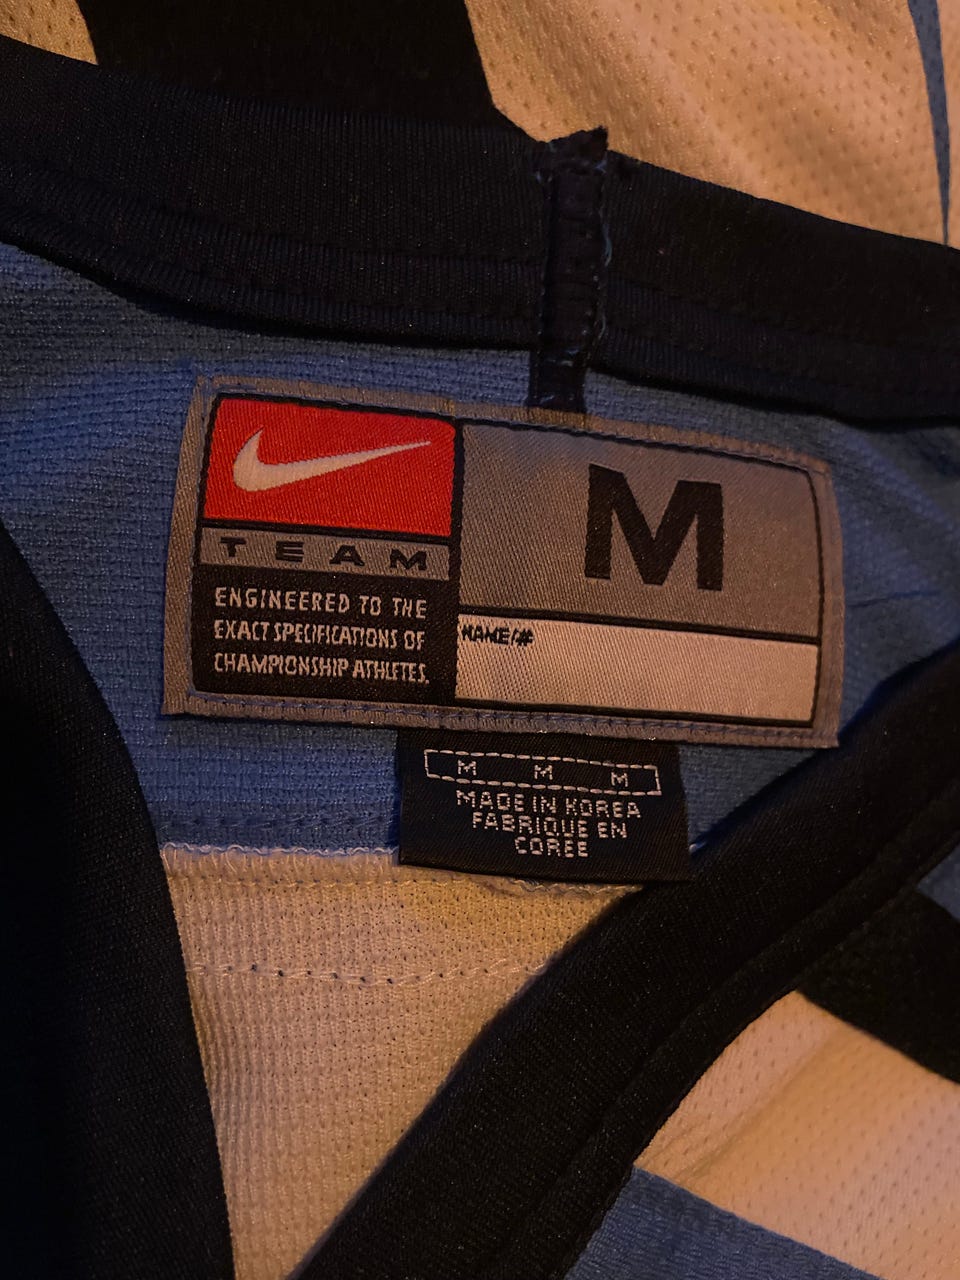 TEAM
ENGINEERED TO THE
EXACT SPECIFICATIONS OF
CHAMPIONSHIP ATHLETES.
M
NAME/#
M M M
MADE IN KOREA
FABRIQUE EN
COREE